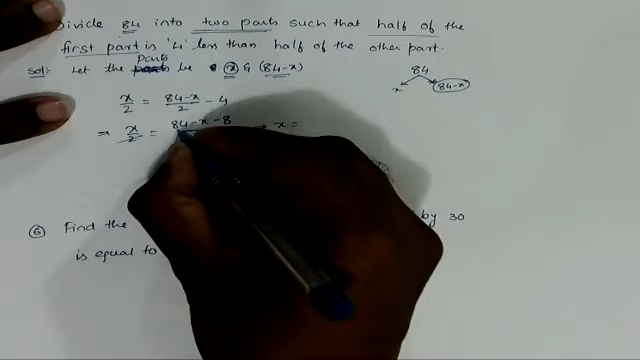 Divide 84 into two parts such that half of the
first part is '4' less than half of the other part.
Sol: Let the parts be (x) & (84-x)
84
x (84-x)
x/2 = (84-x)/2 - 4
⇒ x/2 = 84-x-8 → x =
6 Find the by 30
is equal to